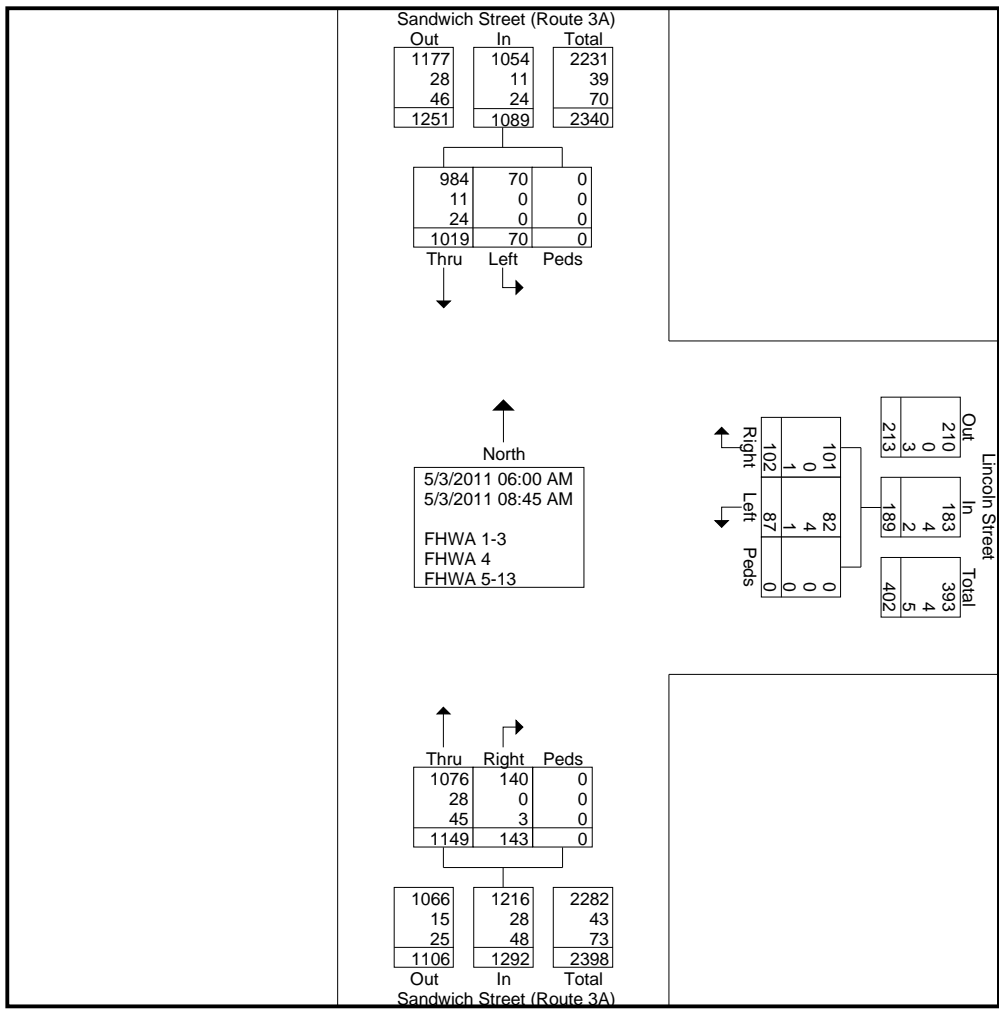 Sandwich Street (Route 3A)
Out In Total
1177 1054 2231
28 11 39
46 24 70
1251 1089 2340
984 70 0
11 0 0
24 0 0
1019 70 0
Thru Left Peds
North
5/3/2011 06:00 AM
5/3/2011 08:45 AM
FHWA 1-3
FHWA 4
FHWA 5-13
Lincoln Street
Out In Total
210 183 393
0 4 4
3 2 5
213 189 402
101 82 0
0 4 0
1 1 0
102 87 0
Right Left Peds
Thru Right Peds
1076 140 0
28 0 0
45 3 0
1149 143 0
1066 1216 2282
15 28 43
25 48 73
1106 1292 2398
Out In Total
Sandwich Street (Route 3A)